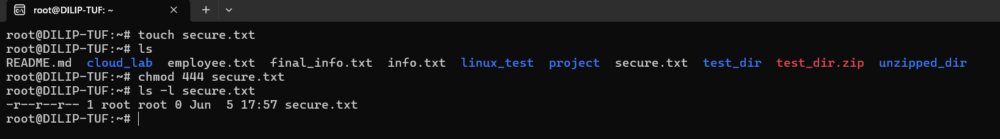 root@DILIP-TUF: ~
root@DILIP-TUF:~# touch secure.txt
root@DILIP-TUF:~# ls
README.md  cloud_lab  employee.txt  final_info.txt  info.txt  linux_test  project  secure.txt  test_dir  test_dir.zip  unzipped_dir
root@DILIP-TUF:~# chmod 444 secure.txt
root@DILIP-TUF:~# ls -l secure.txt
-r--r--r-- 1 root root 0 Jun  5 17:57 secure.txt
root@DILIP-TUF:~#